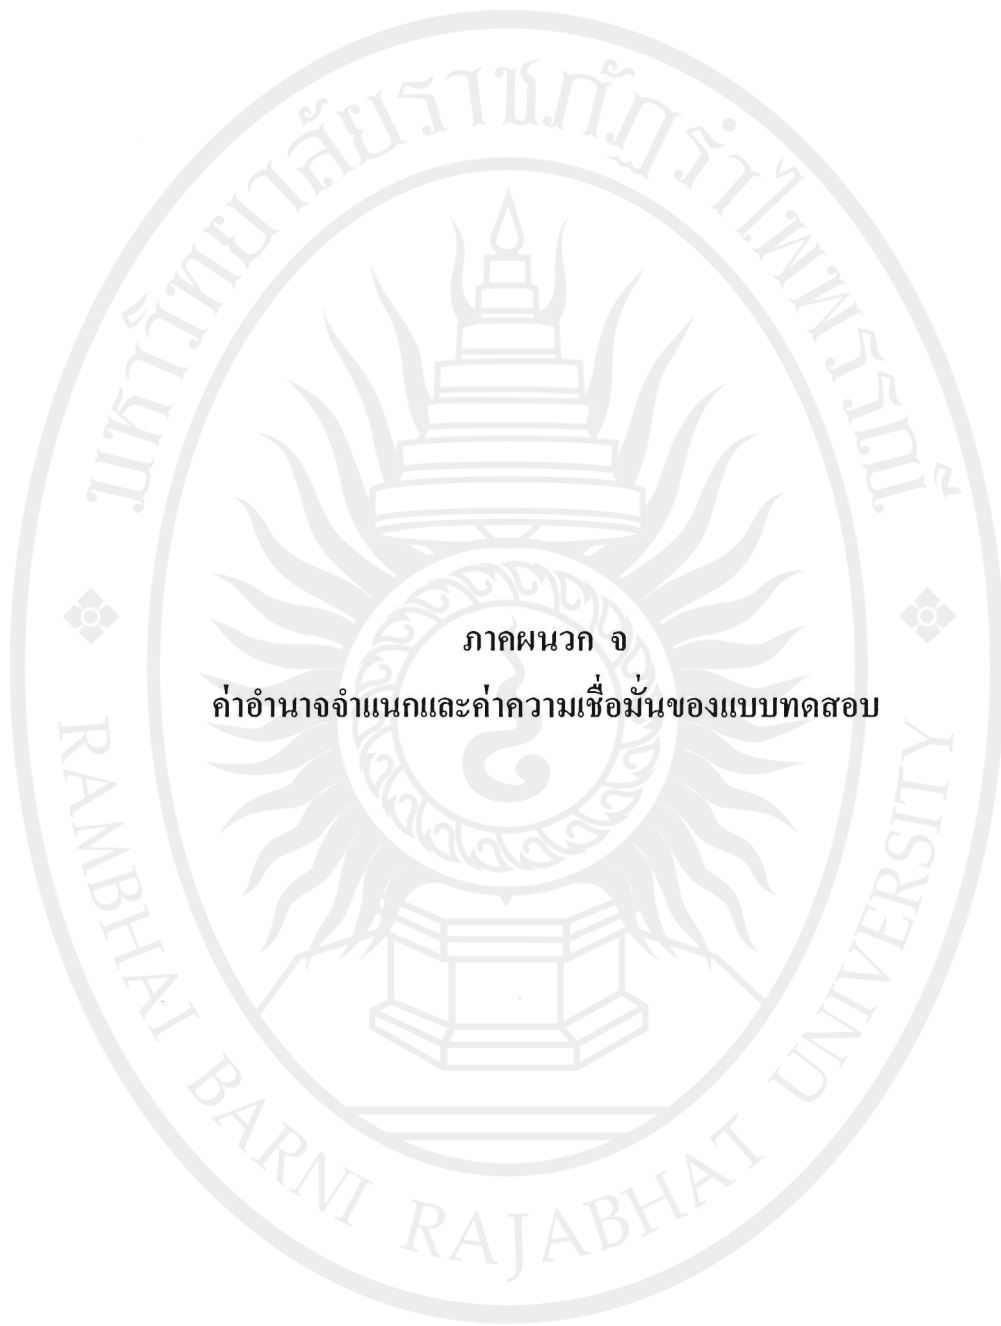 มหาวิทยาลัยราชภัฏรำไพพรรณี
ภาคผนวก จ
ค่าอำนาจจำแนกและค่าความเชื่อมั่นของแบบทดสอบ
RAMBHAI BARNI RAJABHAT UNIVERSITY